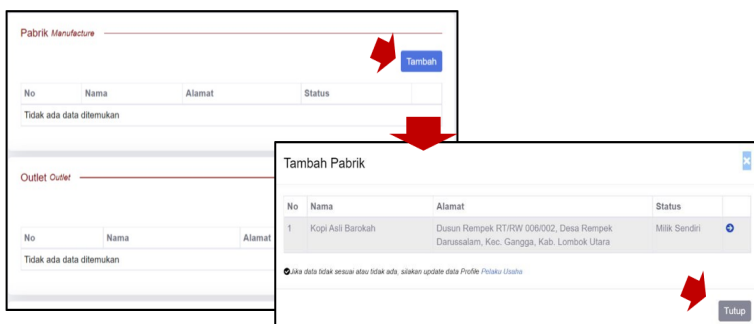 Pabrik Manufacture
Tambah
No Nama Alamat Status
Tidak ada data ditemukan
Outlet Outlet
No Nama Alamat
Tidak ada data ditemukan
Tambah Pabrik
×
No Nama Alamat Status
1 Kopi Asli Barokah Dusun Rempek RT/RW 006/002, Desa Rempek Milik Sendiri
Darussalam, Kec. Gangga, Kab. Lombok Utara
Jika data tidak sesuai atau tidak ada, silakan update data Profile Pelaku Usaha
Tutup